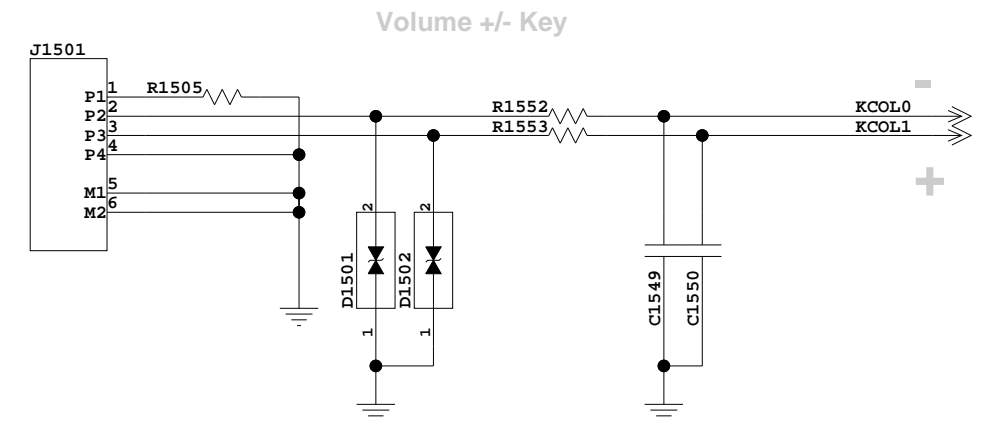 Volume +/- Key
J1501
P1 1 R1505
P2 2 R1552 KCOL0 -
P3 3 R1553 KCOL1 +
P4 4
M1 5
M2 6
2 2
D1501 D1502
1 1
C1549 C1550